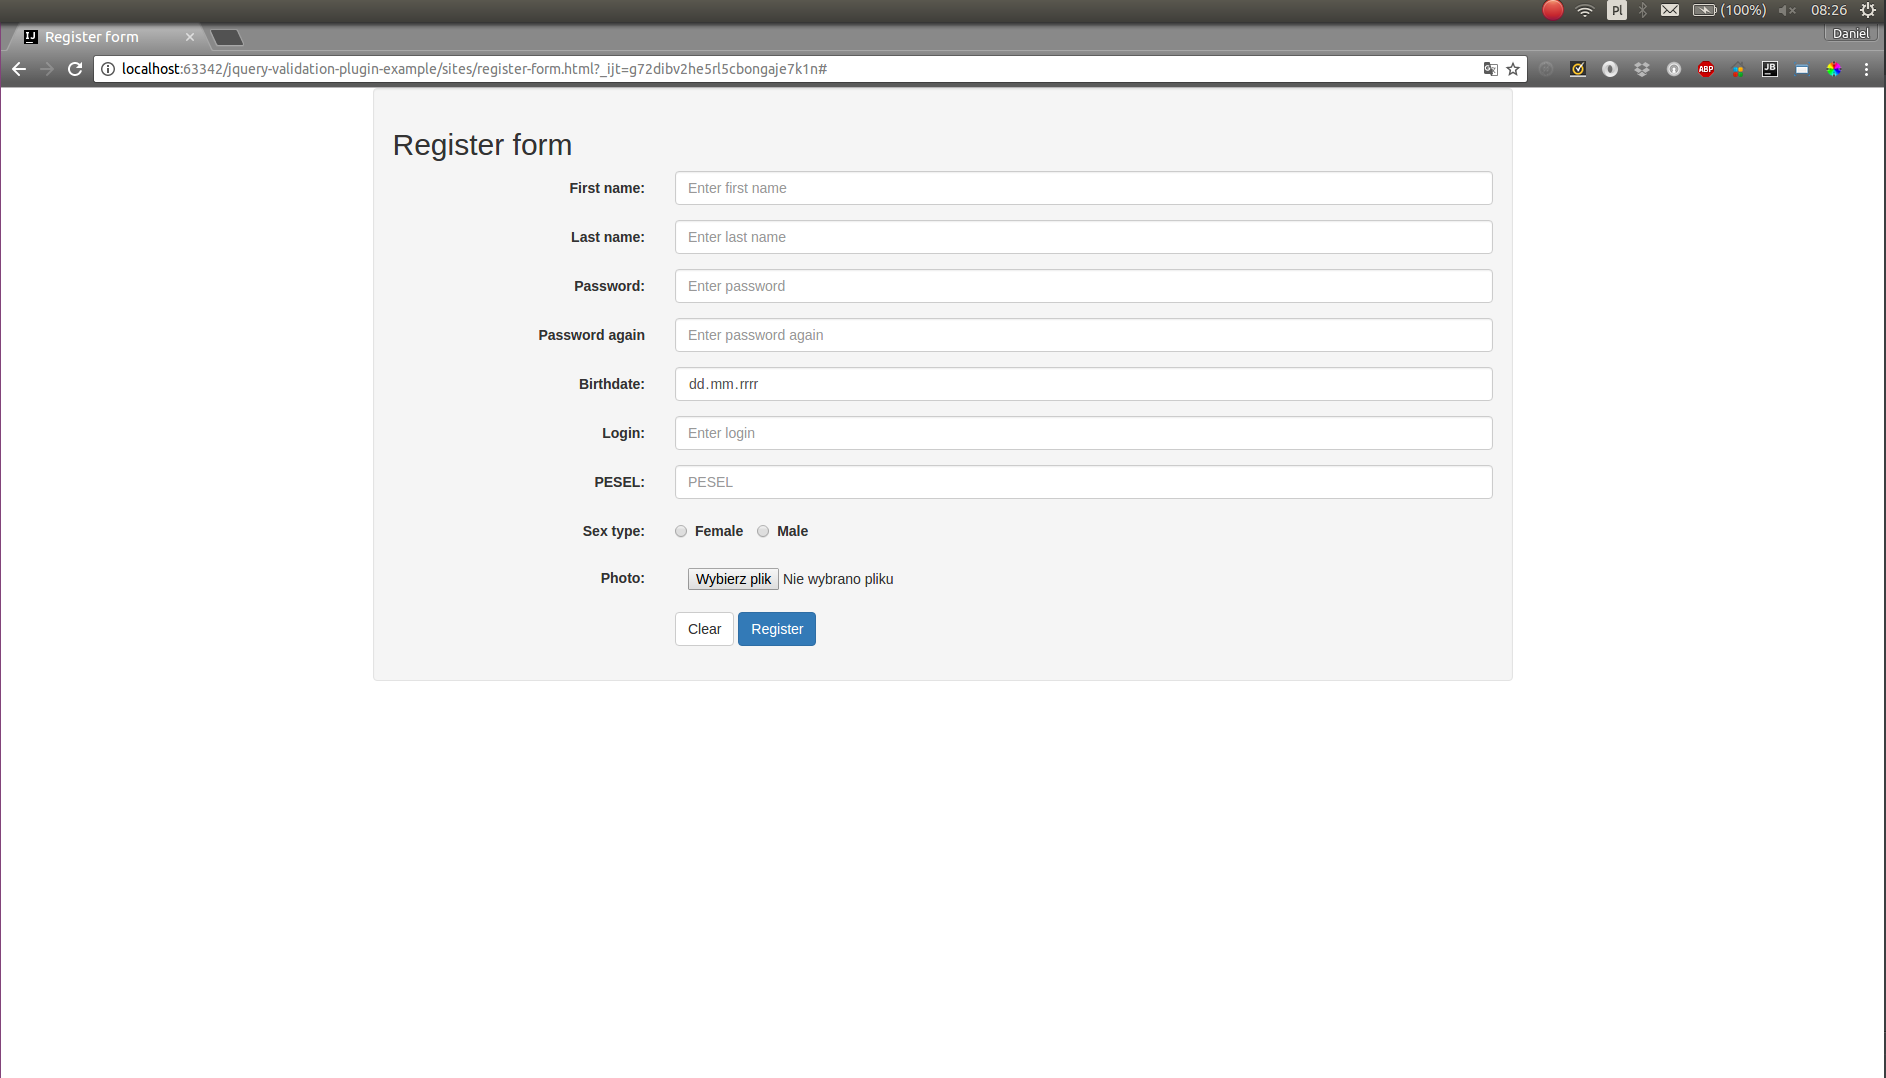 Pl (100%) 08:26
Register form
Daniel
localhost:63342/jquery-validation-plugin-example/sites/register-form.html?_ijt=g72dibv2he5rl5cbongaje7k1n#
ABP JB
Register form
First name: Enter first name
Last name: Enter last name
Password: Enter password
Password again Enter password again
Birthdate: dd.mm.rrrr
Login: Enter login
PESEL: PESEL
Sex type: Female Male
Photo: Wybierz plik Nie wybrano pliku
Clear Register